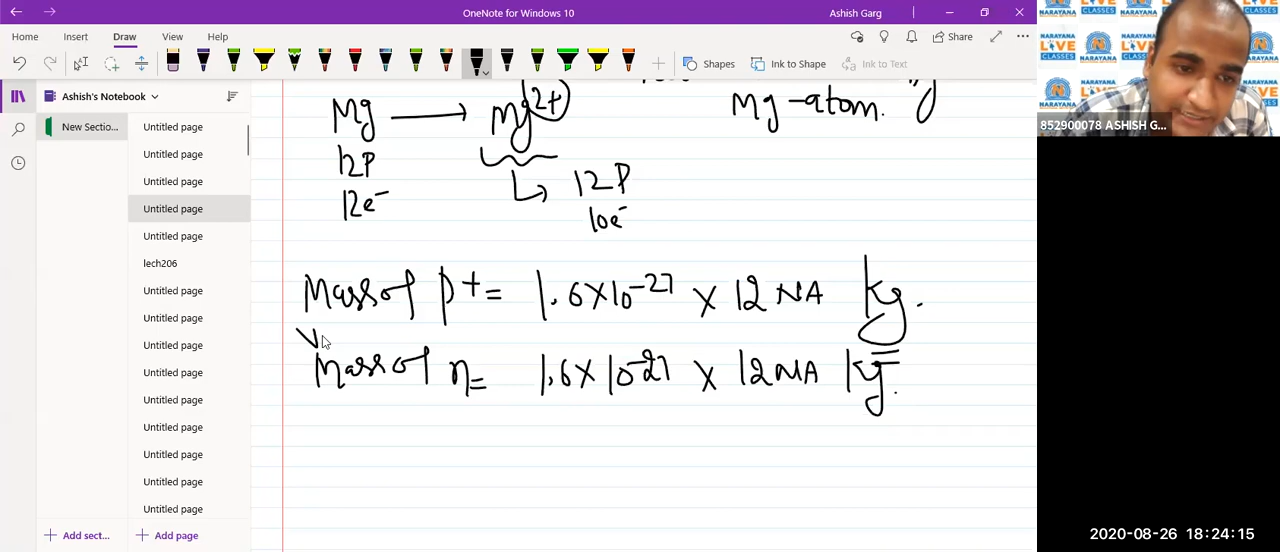 OneNote for Windows 10
Ashish Garg
Home Insert Draw View Help
Share
Shapes
Ink to Shape
Ink to Text
Ashish's Notebook
New Sectio...
Untitled page
Untitled page
Untitled page
Untitled page
Untitled page
lech206
Untitled page
Untitled page
Untitled page
Untitled page
Untitled page
Untitled page
Untitled page
Untitled page
Untitled page
Add sect...
Add page
Mg → Mg2+
Mg-atom.
12P
12e-
12P
10e-
Mass of p+ = 1.6×10-27 × 12 NA kg.
Mass of n = 1.6×10-27 × 12 NA kg.
NARAYANA
LIVE
CLASSES
852900078 ASHISH G...
2020-08-26 18:24:15